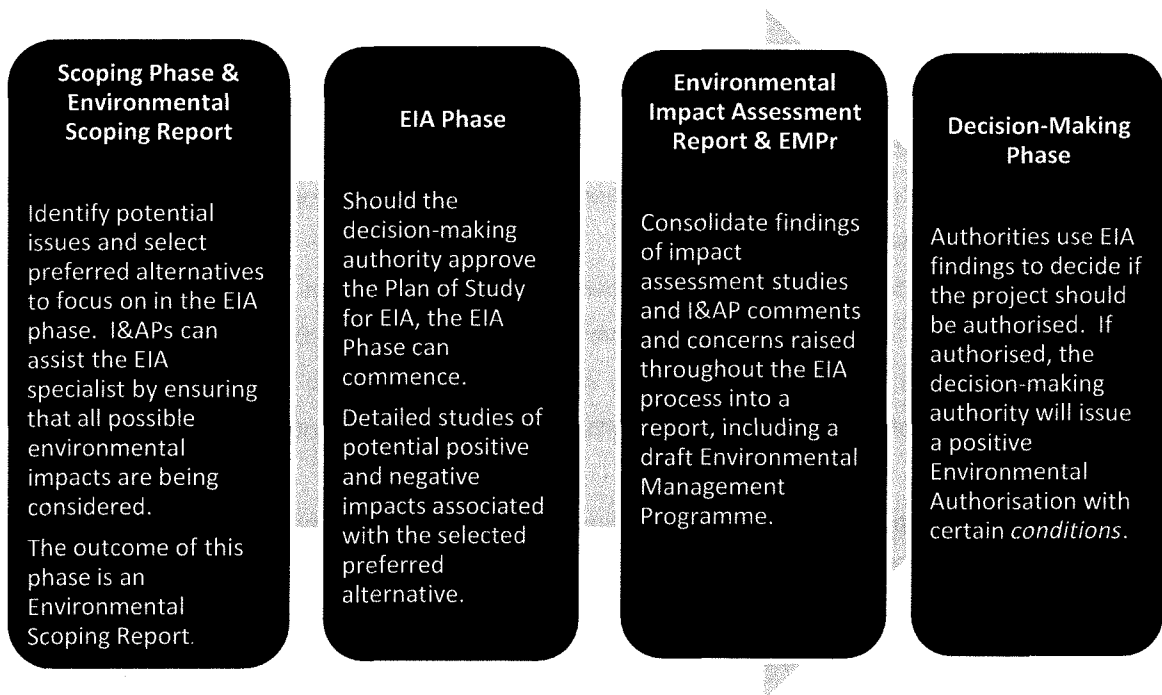 Scoping Phase &
Environmental
Scoping Report
Identify potential
issues and select
preferred alternatives
to focus on in the EIA
phase. I&APs can
assist the EIA
specialist by ensuring
that all possible
environmental
impacts are being
considered.
The outcome of this
phase is an
Environmental
Scoping Report.
EIA Phase
Should the
decision-making
authority approve
the Plan of Study
for EIA, the EIA
Phase can
commence.
Detailed studies of
potential positive
and negative
impacts associated
with the selected
preferred
alternative.
Environmental
Impact Assessment
Report & EMPr
Consolidate findings
of impact
assessment studies
and I&AP comments
and concerns raised
throughout the EIA
process into a
report, including a
draft Environmental
Management
Programme.
Decision-Making
Phase
Authorities use EIA
findings to decide if
the project should
be authorised. If
authorised, the
decision-making
authority will issue
a positive
Environmental
Authorisation with
certain conditions.